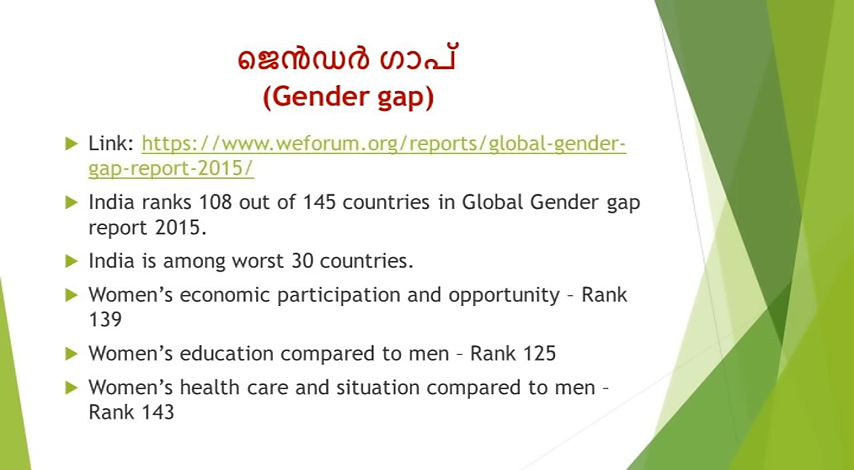 ജെൻഡർ ഗാപ്
(Gender gap)
Link: https://www.weforum.org/reports/global-gender-
gap-report-2015/
India ranks 108 out of 145 countries in Global Gender gap
report 2015.
India is among worst 30 countries.
Women's economic participation and opportunity – Rank
139
Women's education compared to men – Rank 125
Women's health care and situation compared to men –
Rank 143